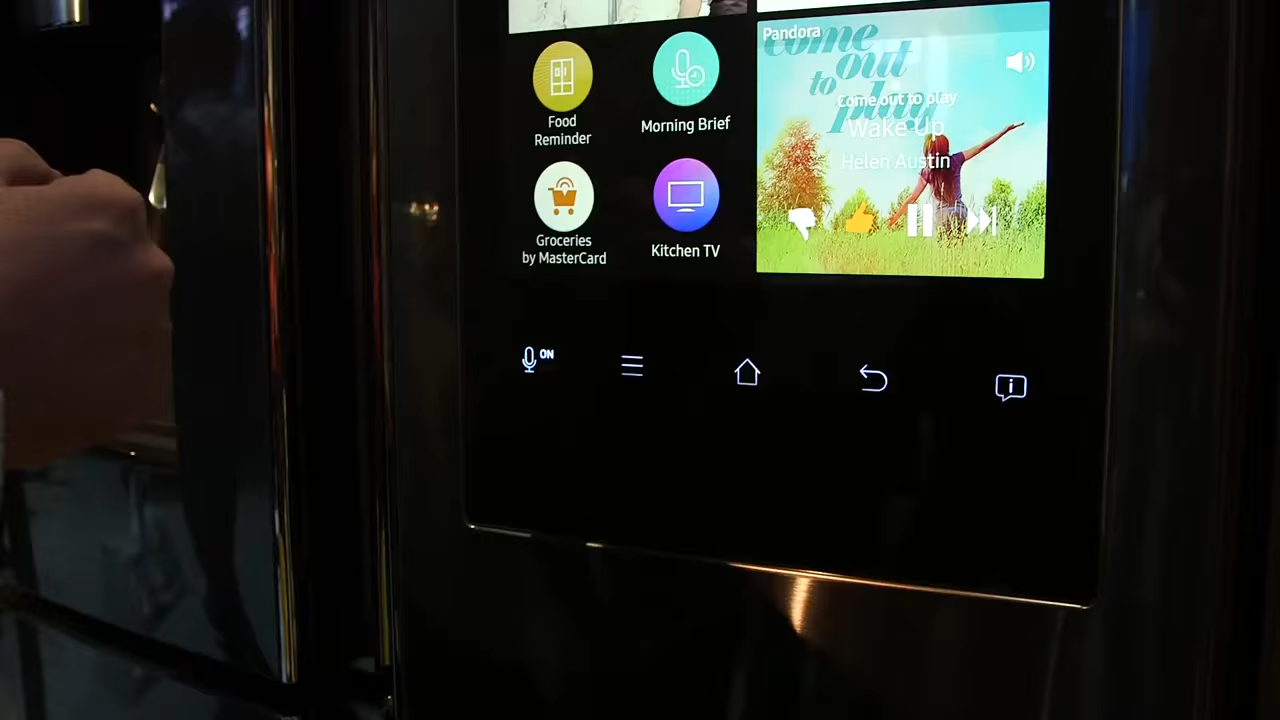 Food
Reminder
Morning Brief
Groceries
by MasterCard
Kitchen TV
Pandora
come
out
to
play
Come out to play
Wake Up
Helen Austin
ON